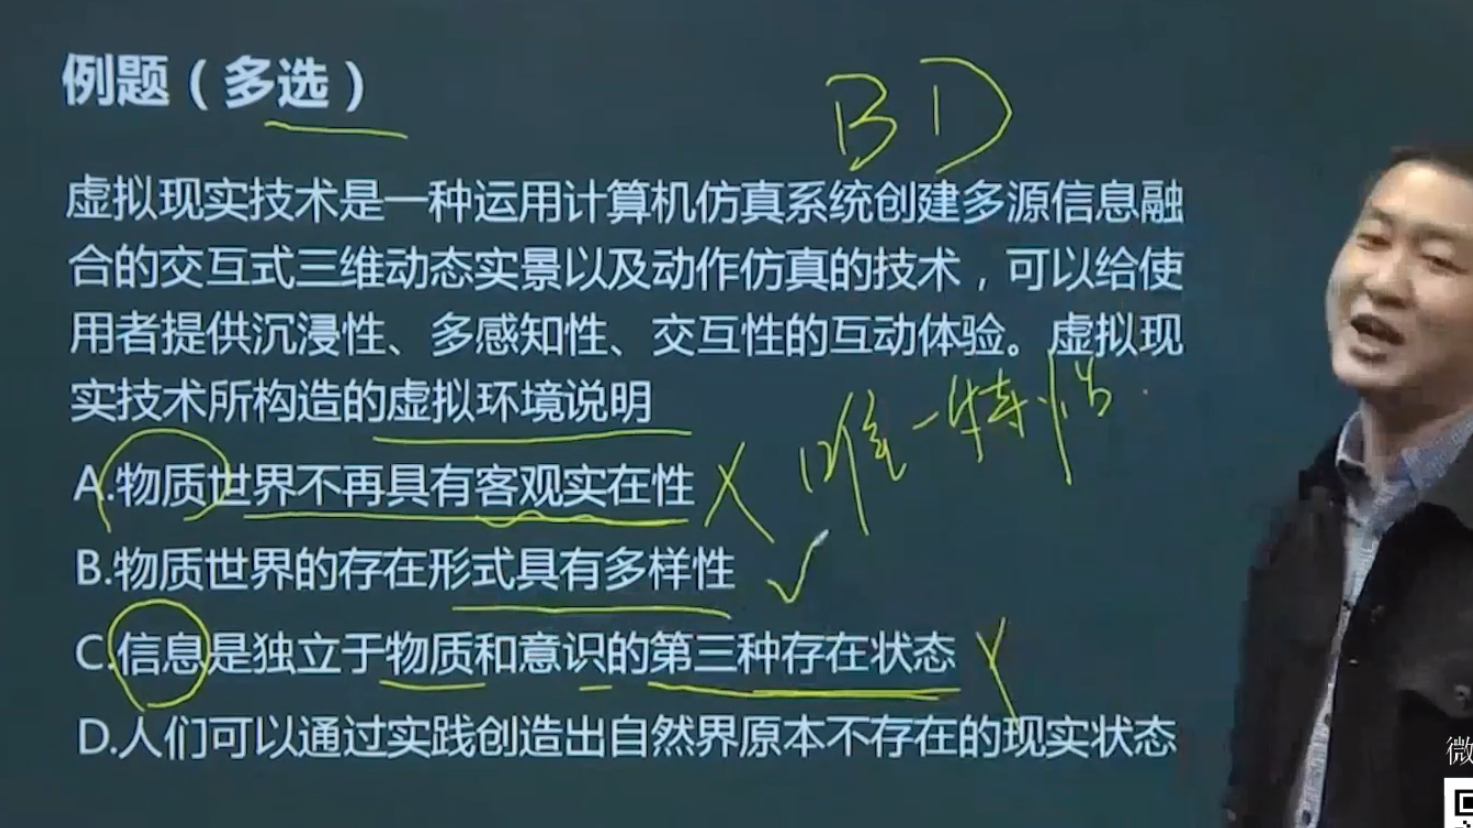 例题（多选）
BD
虚拟现实技术是一种运用计算机仿真系统创建多源信息融
合的交互式三维动态实景以及动作仿真的技术，可以给使
用者提供沉浸性、多感知性、交互性的互动体验。虚拟现
实技术所构造的虚拟环境说明
唯一特性
A.物质世界不再具有客观实在性
B.物质世界的存在形式具有多样性
C.信息是独立于物质和意识的第三种存在状态
D.人们可以通过实践创造出自然界原本不存在的现实状态
微